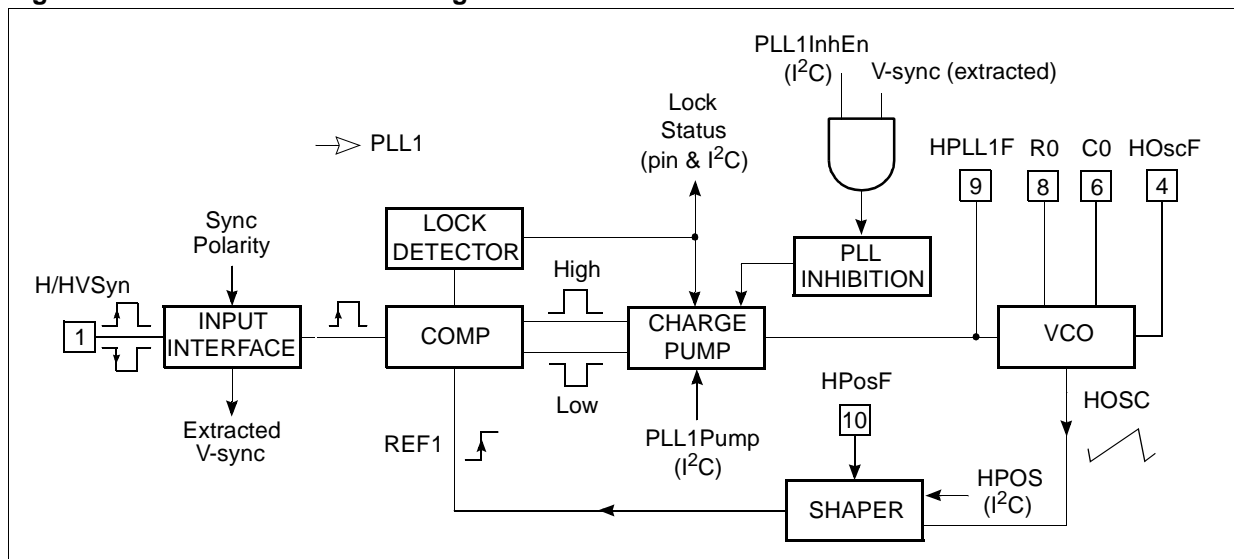 PLL1InhEn
(I²C)
V-sync (extracted)
Lock
Status
(pin & I²C)
PLL1
HPLL1F
R0
C0
HOscF
9
8
6
4
Sync
Polarity
LOCK
DETECTOR
PLL
INHIBITION
H/HVSyn
1
INPUT
INTERFACE
High
COMP
Low
CHARGE
PUMP
VCO
Extracted
V-sync
REF1
PLL1Pump
(I²C)
HPosF
10
HOSC
HPOS
(I²C)
SHAPER